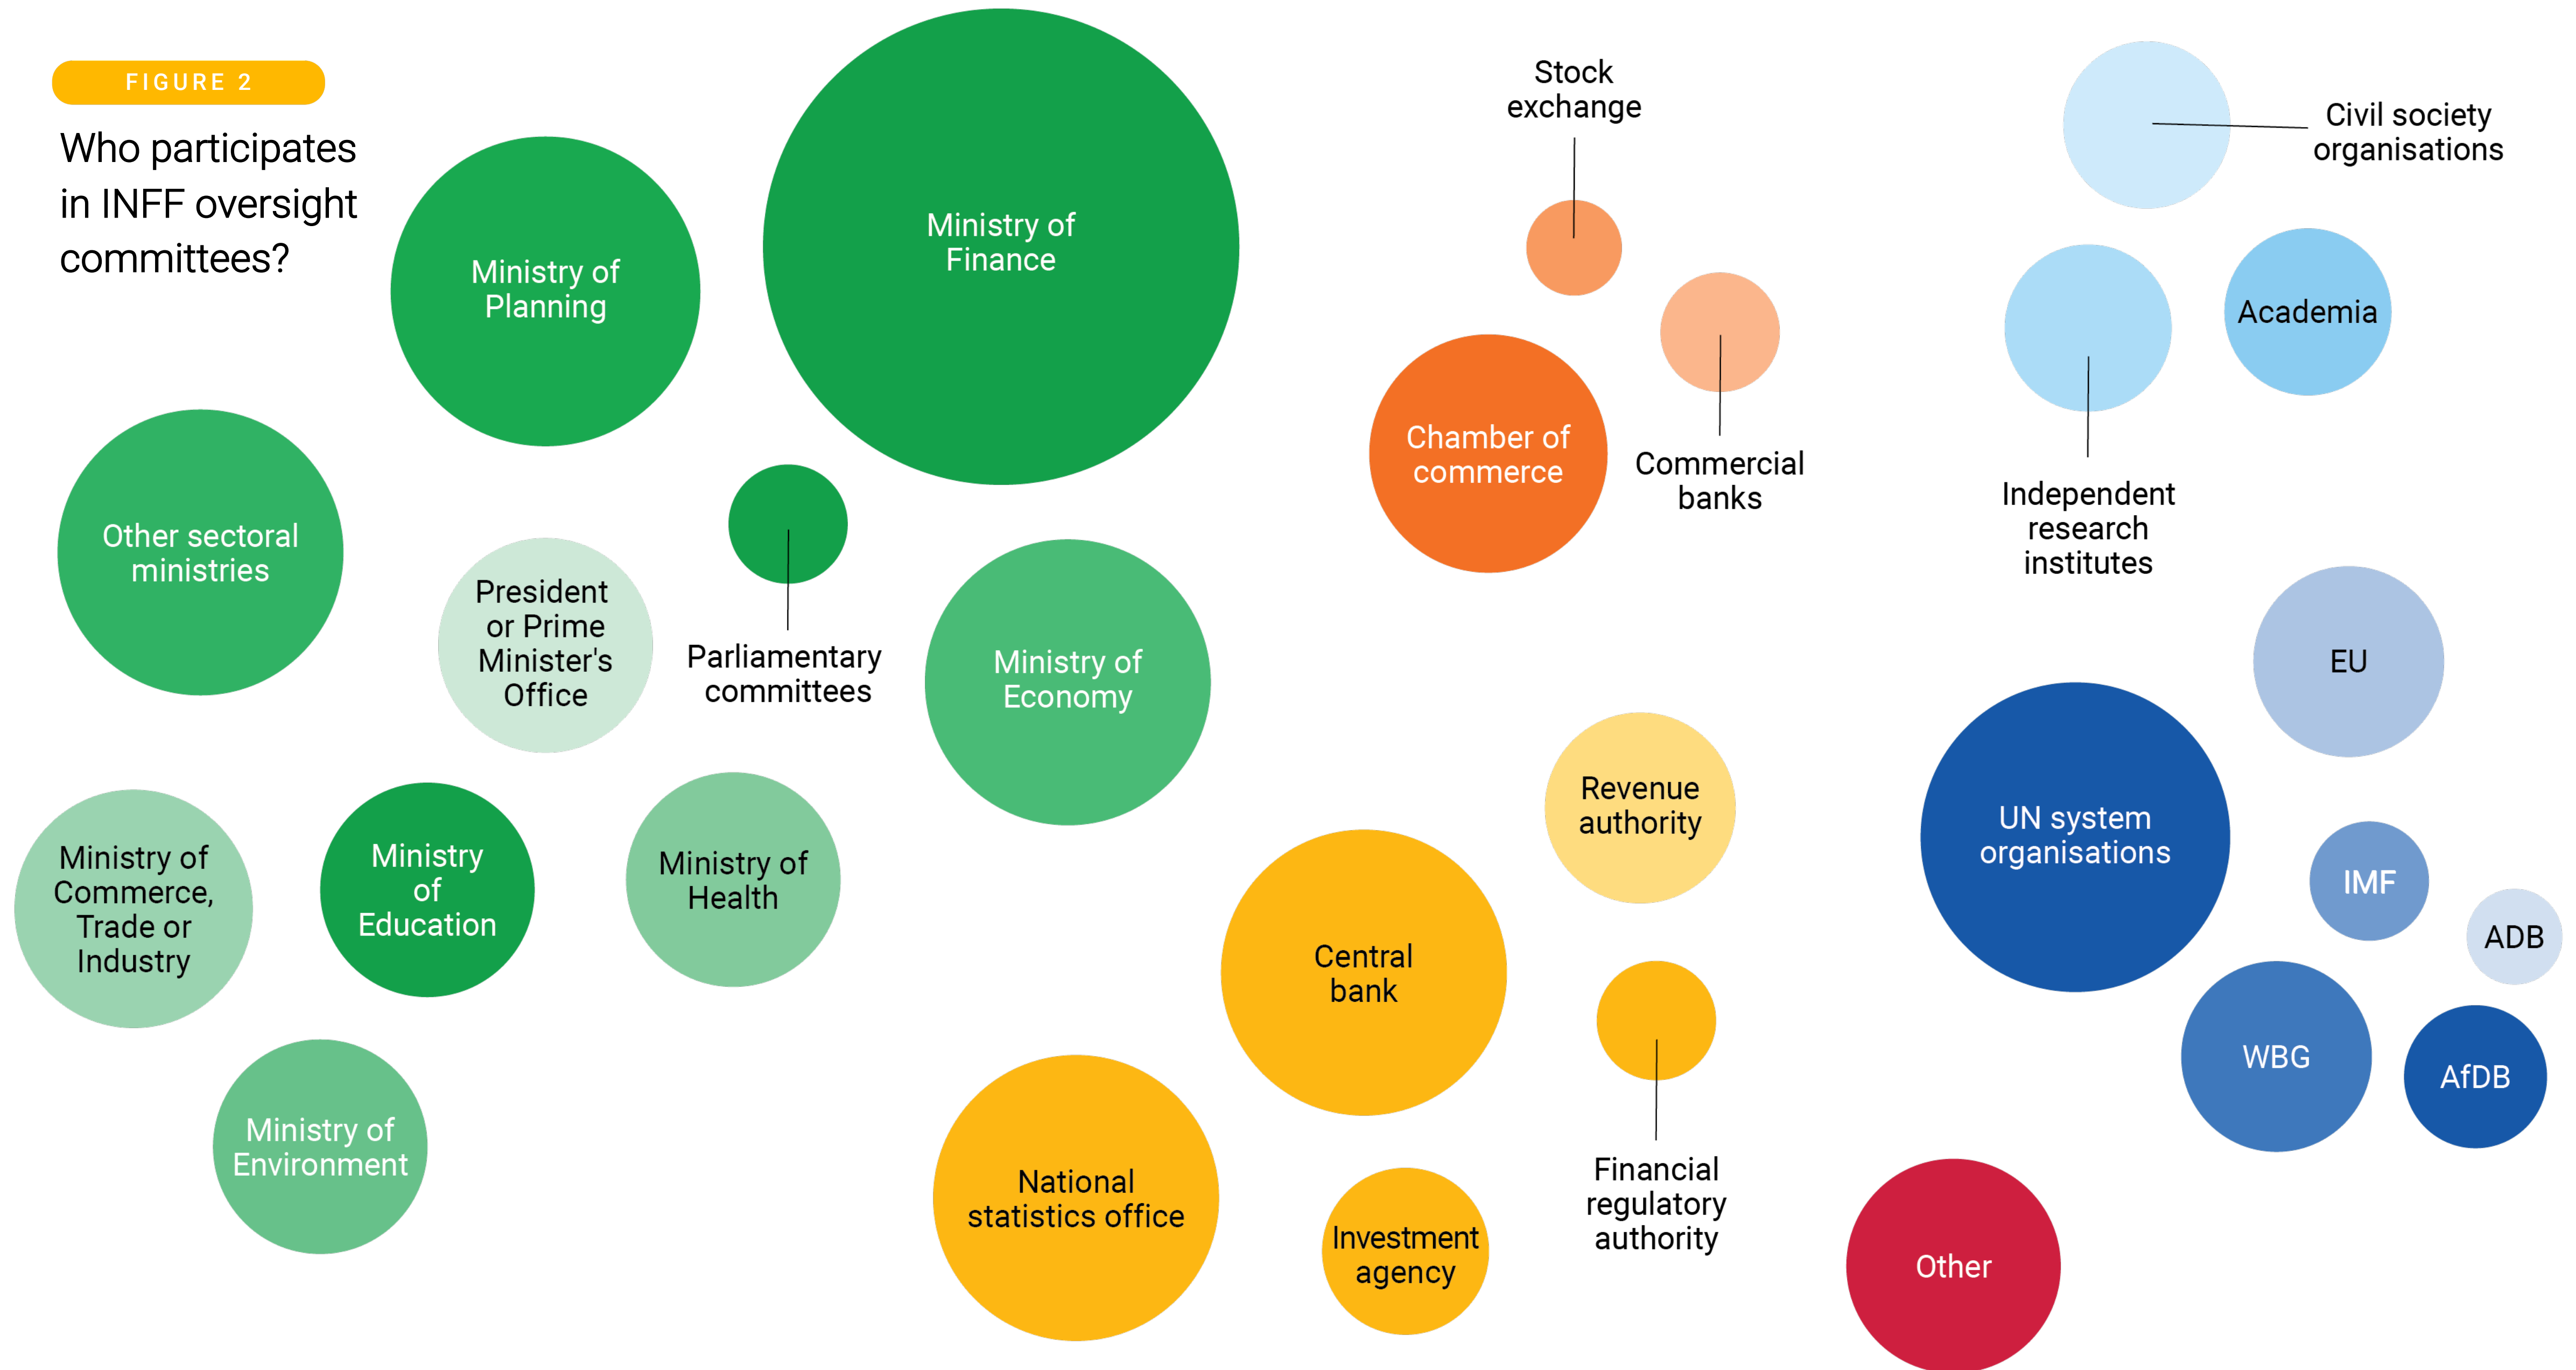 FIGURE 2
Who participates
in INFF oversight
committees?
Ministry of
Planning
Ministry of
Finance
Other sectoral
ministries
President
or Prime
Minister's
Office
Parliamentary
committees
Ministry of
Economy
Ministry of
Commerce,
Trade or
Industry
Ministry
of
Education
Ministry of
Health
Ministry of
Environment
Stock
exchange
Chamber of
commerce
Commercial
banks
Civil society
organisations
Academia
Independent
research
institutes
Revenue
authority
Central
bank
National
statistics office
Investment
agency
Financial
regulatory
authority
EU
UN system
organisations
IMF
ADB
WBG
AfDB
Other